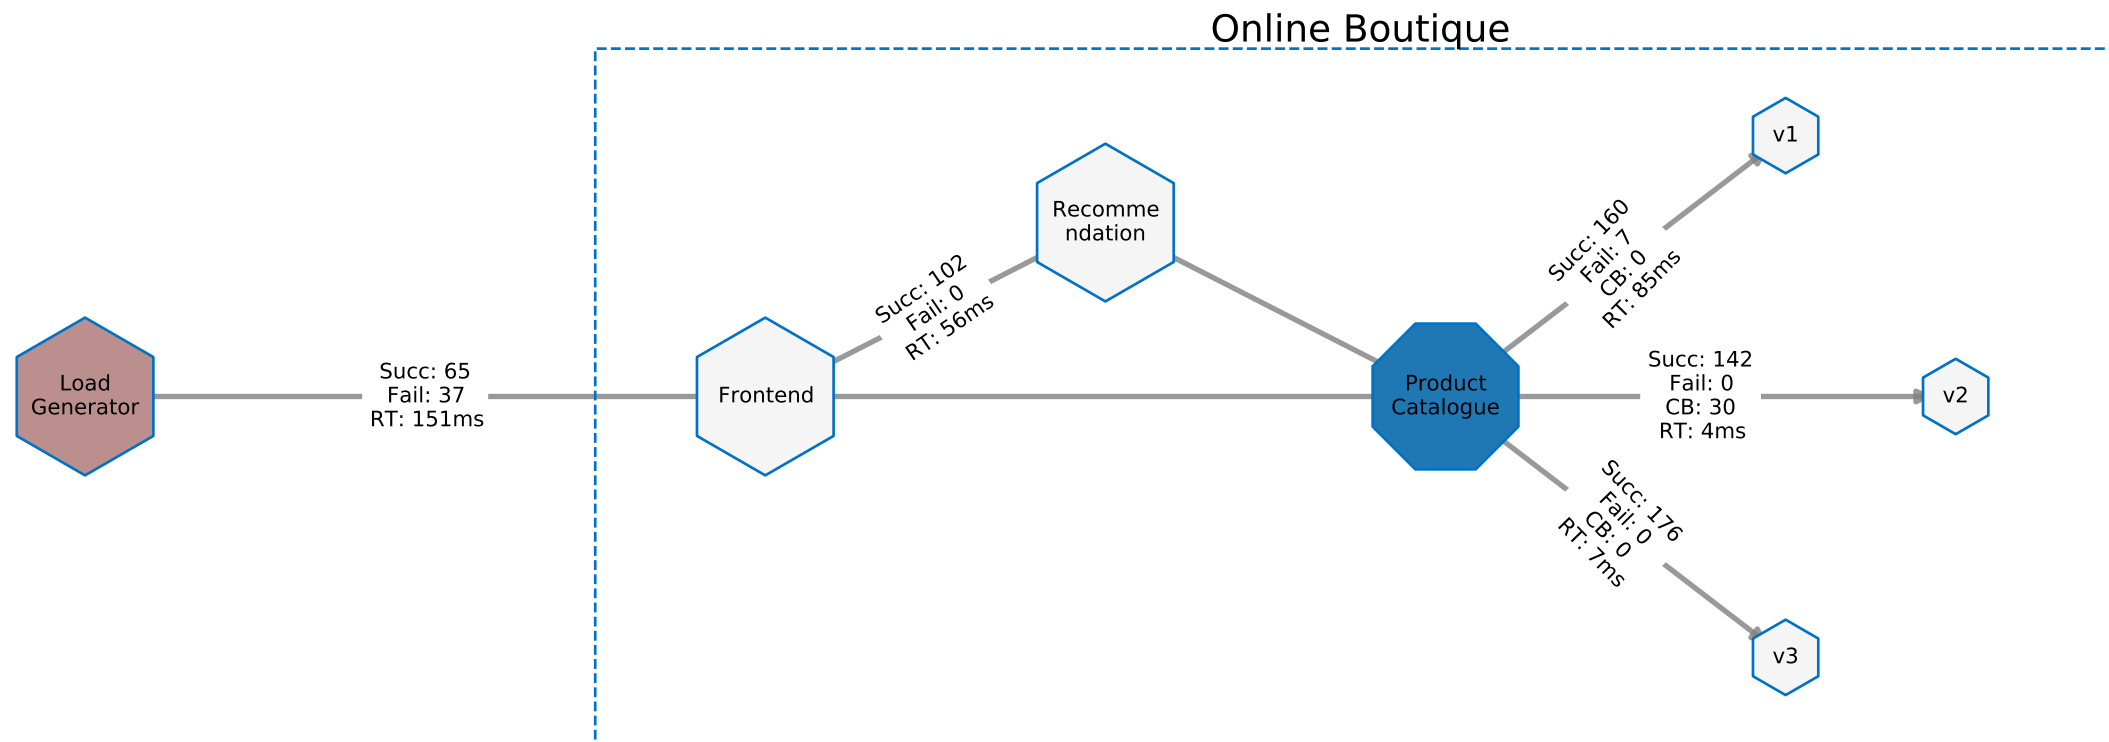 Online Boutique
v1
Recomme
ndation
Succ: 160
Fail: 7
CB: 0
RT: 85ms
Succ: 102
Fail: 0
RT: 56ms
Load
Generator
Succ: 65
Fail: 37
RT: 151ms
Frontend
Product
Catalogue
Succ: 142
Fail: 0
CB: 30
RT: 4ms
v2
Succ: 176
Fail: 0
CB: 0
RT: 7ms
v3